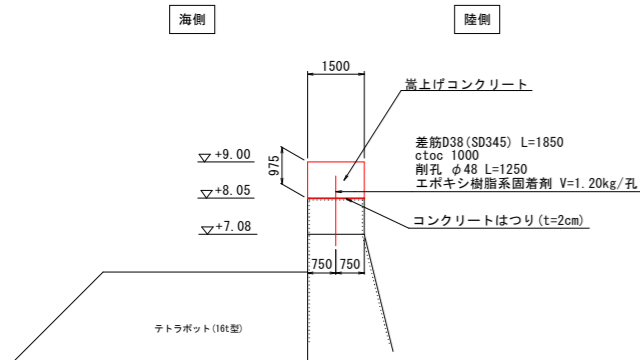 海側
陸側
1500
嵩上げコンクリート
差筋D38(SD345) L=1850
ctoc 1000
削孔 φ48 L=1250
エポキシ樹脂系固着剤 V=1.20kg/孔
+9.00
975
+8.05
コンクリートはつり(t=2cm)
+7.08
750
750
テトラポット(16t型)